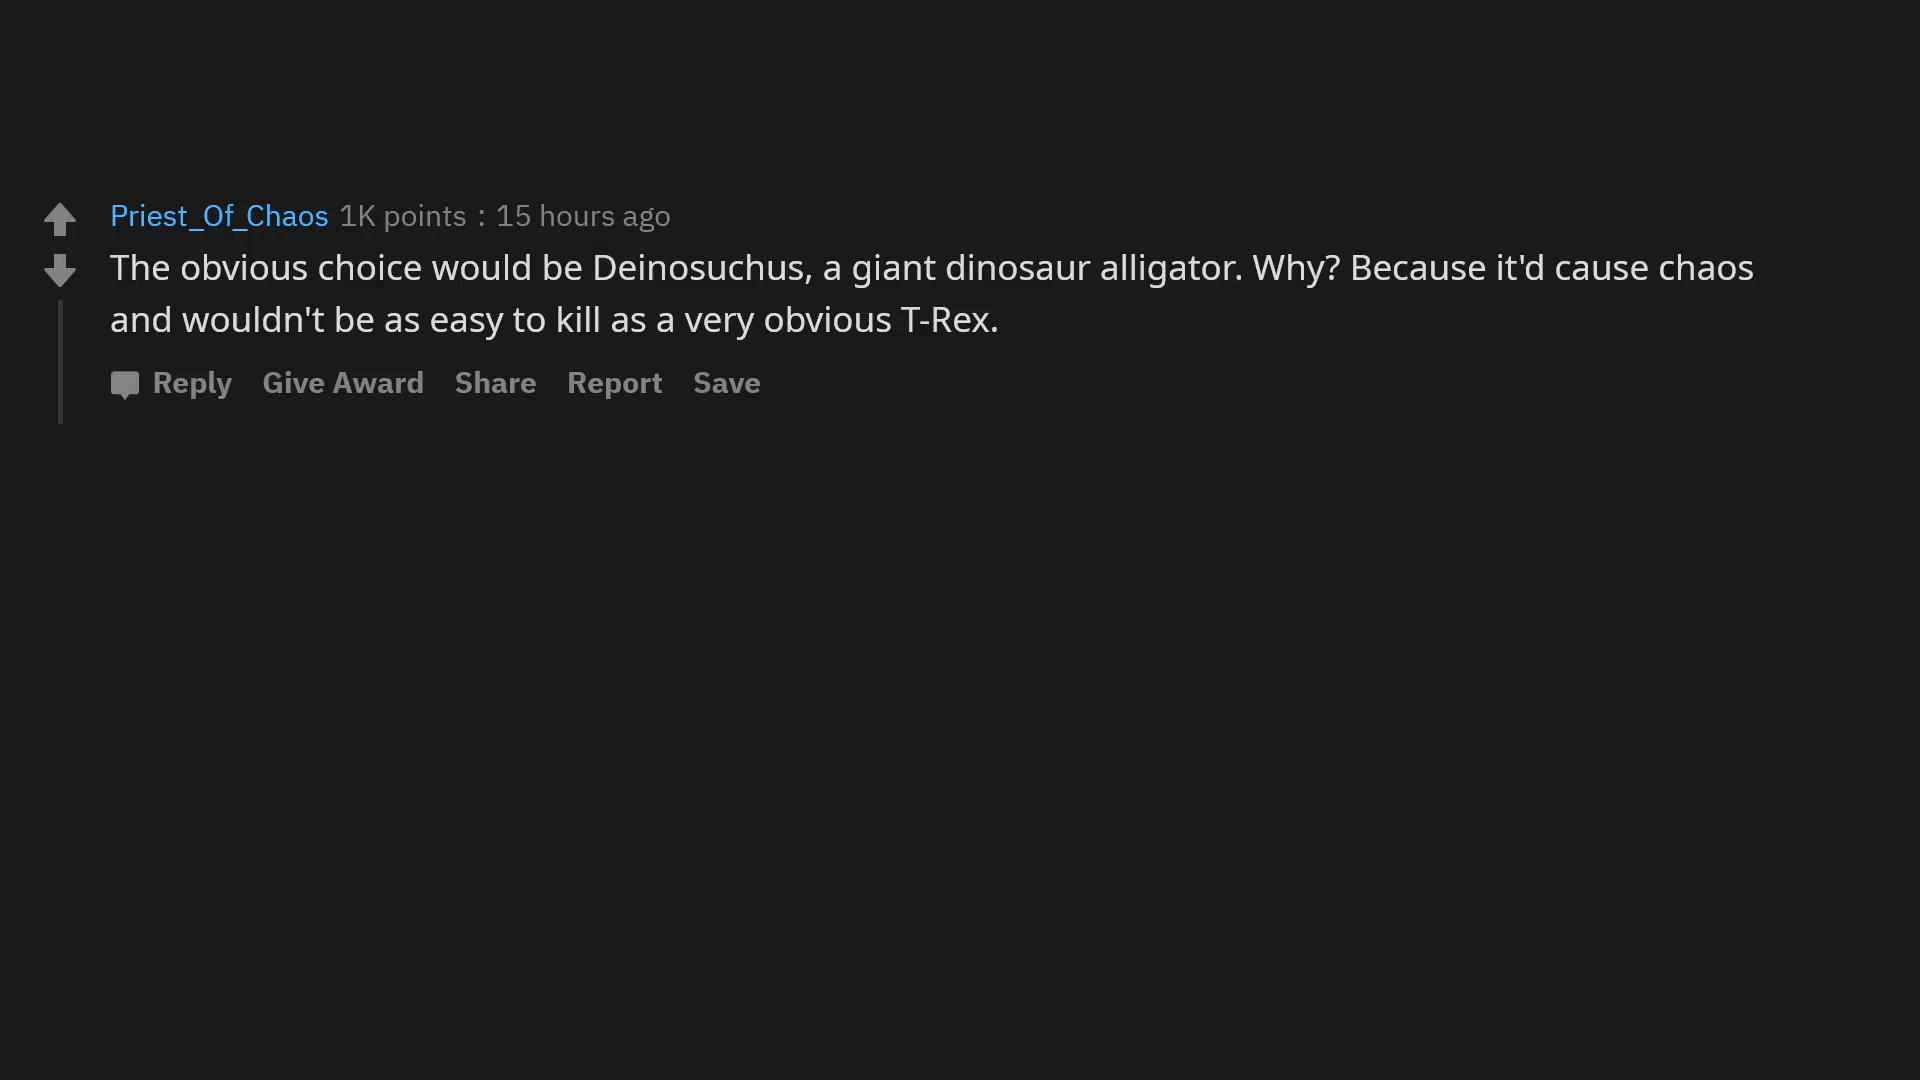 Priest_Of_Chaos 1K points : 15 hours ago
The obvious choice would be Deinosuchus, a giant dinosaur alligator. Why? Because it'd cause chaos
and wouldn't be as easy to kill as a very obvious T-Rex.
Reply Give Award Share Report Save